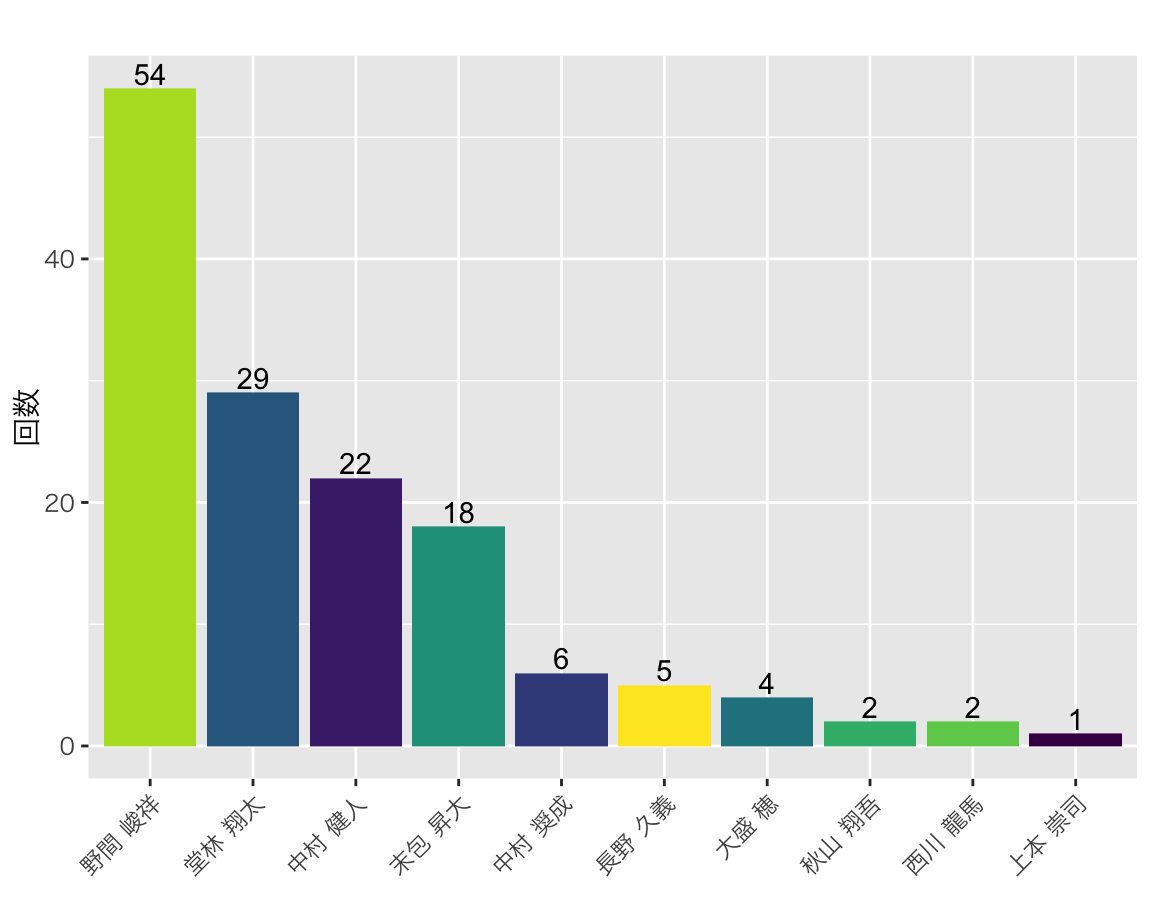 54
29
22
18
6
5
4
2
2
1
回数
40
20
0
野間 峻祥
堂林 翔太
中村 健人
末包 昇大
中村 奨成
長野 久義
大盛 穂
秋山 翔吾
西川 龍馬
上本 崇司